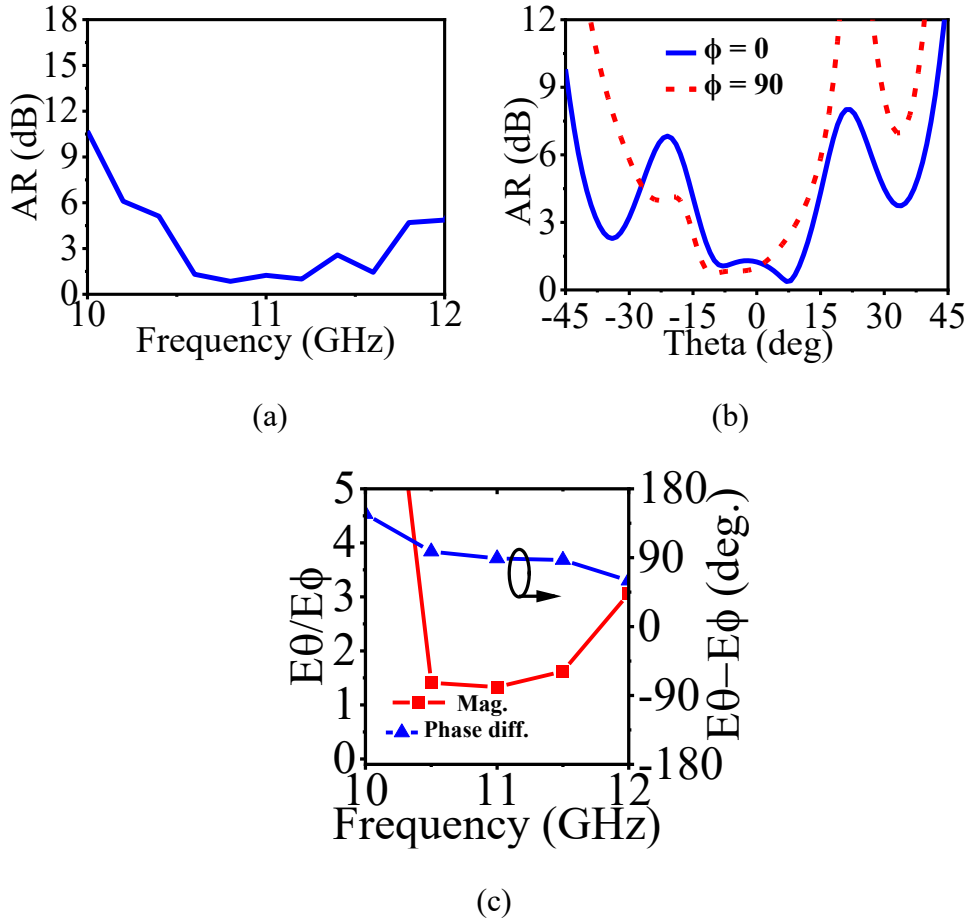 18
15
12
9
6
3
0
AR (dB)
10
11
12
Frequency (GHz)
(a)
12
9
6
3
0
AR (dB)
ϕ = 0
ϕ = 90
-45
-30
-15
0
15
30
45
Theta (deg)
(b)
5
4
3
2
1
0
Eθ/Eϕ
Mag.
Phase diff.
180
90
0
-90
-180
Eθ−Eϕ (deg.)
10
11
12
Frequency (GHz)
(c)